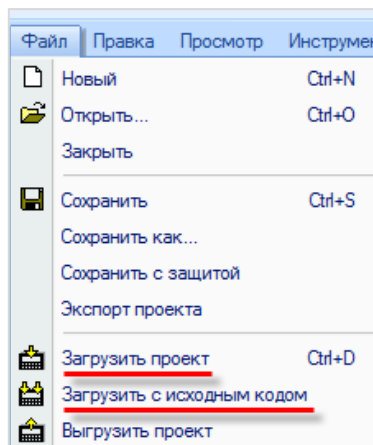 Файл Правка Просмотр Инструмен
Новый Ctrl+N
Открыть... Ctrl+O
Закрыть
Сохранить Ctrl+S
Сохранить как...
Сохранить с защитой
Экспорт проекта
Загрузить проект Ctrl+D
Загрузить с исходным кодом
Выгрузить проект